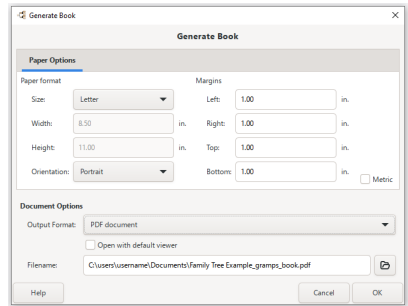 Generate Book
Generate Book
Paper Options
Paper format
Margins
Size: Letter Left: 1.00 in.
Width: 8.50 in. Right: 1.00 in.
Height: 11.00 in. Top: 1.00 in.
Orientation: Portrait Bottom: 1.00 in.
Metric
Document Options
Output Format: PDF document
Open with default viewer
Filename: C:\users\username\Documents\Family Tree Example_gramps_book.pdf
Help Cancel OK